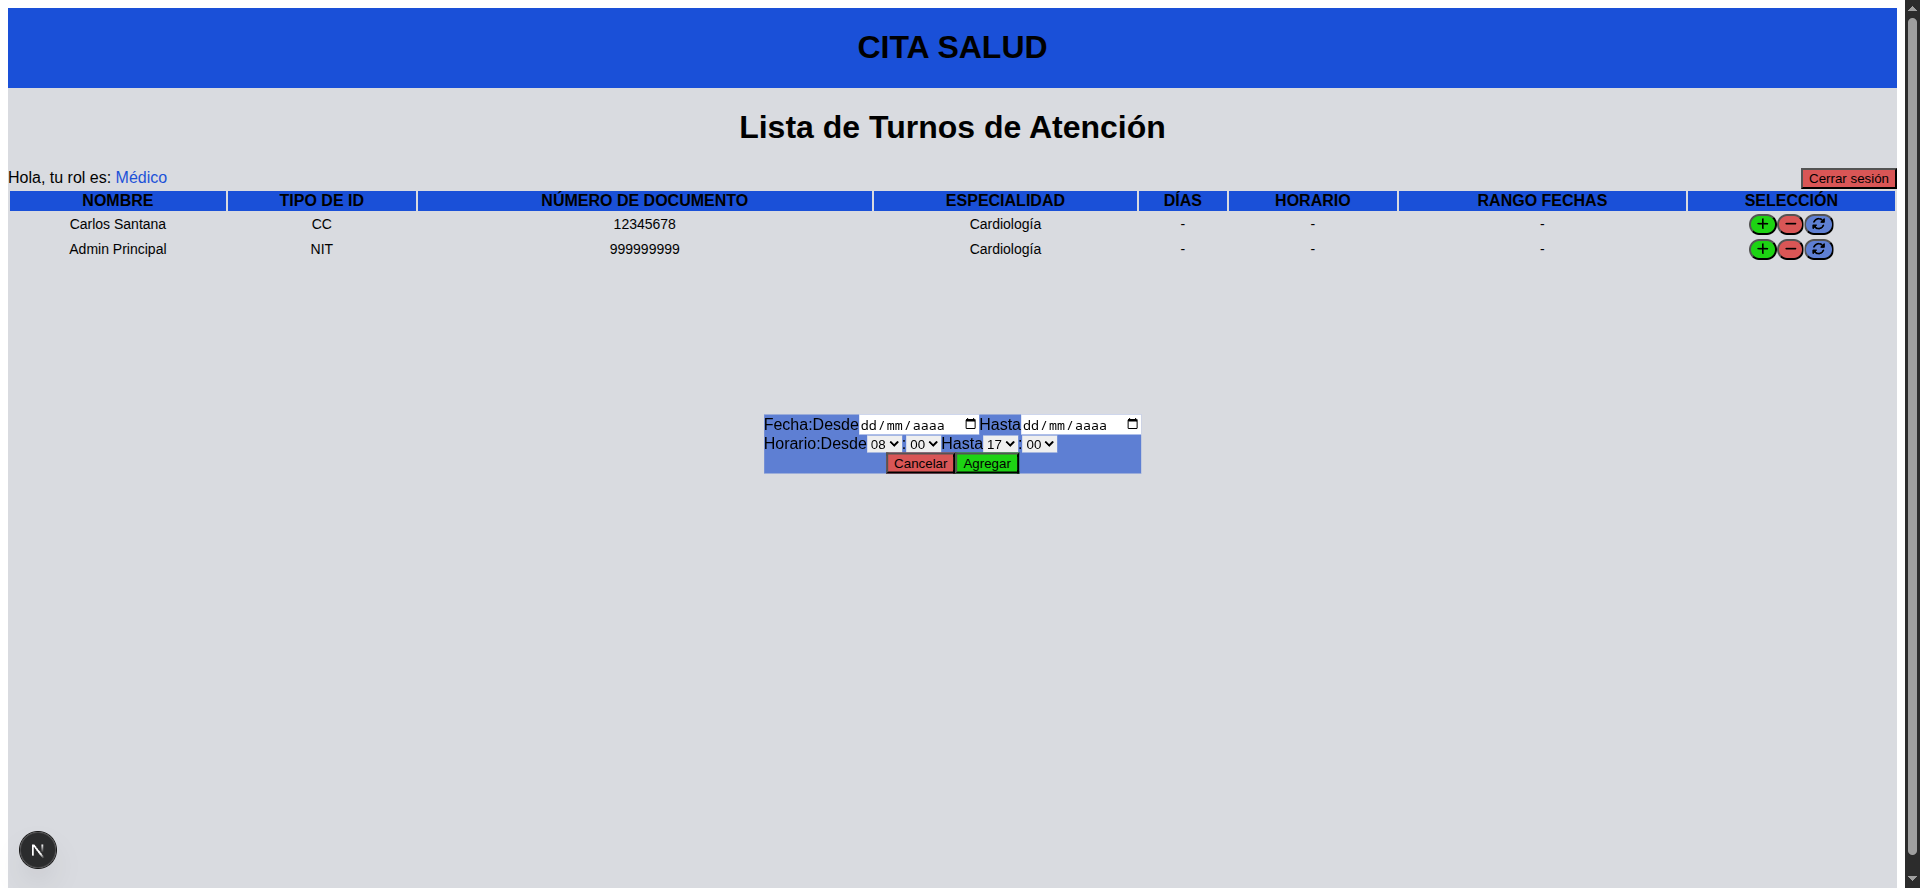 CITA SALUD
Lista de Turnos de Atención
Hola, tu rol es: Médico
Cerrar sesión
NOMBRE TIPO DE ID NÚMERO DE DOCUMENTO ESPECIALIDAD DÍAS HORARIO RANGO FECHAS SELECCIÓN
Carlos Santana CC 12345678 Cardiología - - -
Admin Principal NIT 999999999 Cardiología - - -
Fecha:Desde dd/mm/aaaa Hasta dd/mm/aaaa
Horario:Desde 08 : 00 Hasta 17 : 00
Cancelar Agregar
N